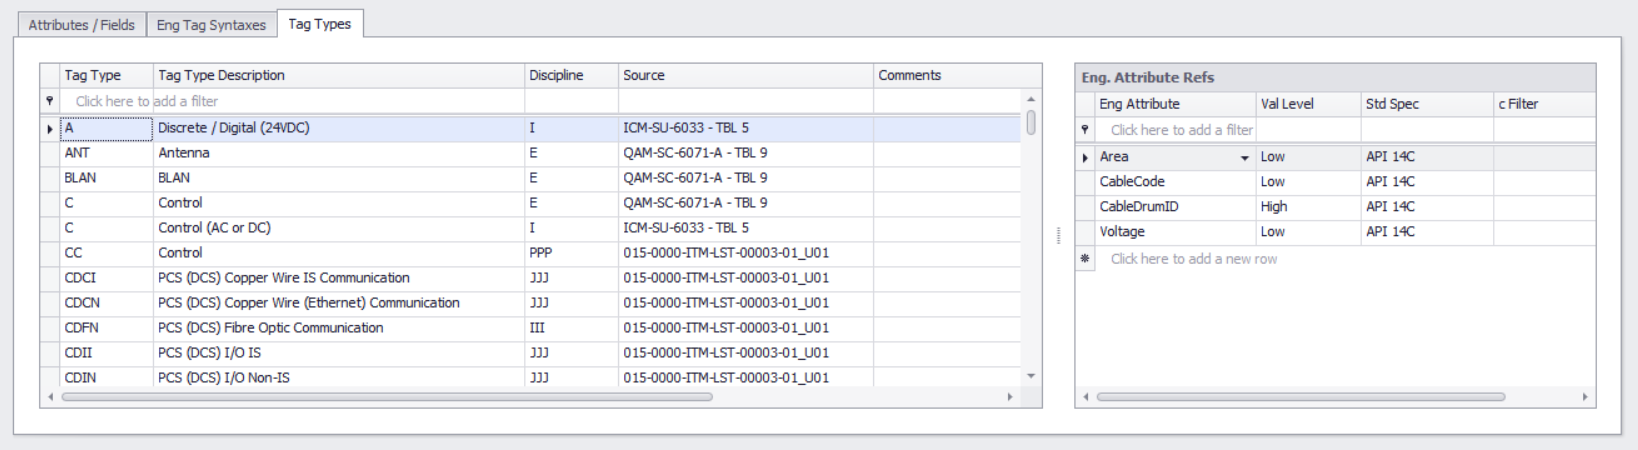 Attributes / Fields Eng Tag Syntaxes Tag Types
Tag Type Tag Type Description Discipline Source Comments
Click here to add a filter
A Discrete / Digital (24VDC) I ICM-SU-6033 - TBL 5
ANT Antenna E QAM-SC-6071-A - TBL 9
BLAN BLAN E QAM-SC-6071-A - TBL 9
C Control E QAM-SC-6071-A - TBL 9
C Control (AC or DC) I ICM-SU-6033 - TBL 5
CC Control PPP 015-0000-ITM-LST-00003-01_U01
CDCI PCS (DCS) Copper Wire IS Communication JJJ 015-0000-ITM-LST-00003-01_U01
CDCN PCS (DCS) Copper Wire (Ethernet) Communication JJJ 015-0000-ITM-LST-00003-01_U01
CDFN PCS (DCS) Fibre Optic Communication III 015-0000-ITM-LST-00003-01_U01
CDII PCS (DCS) I/O IS JJJ 015-0000-ITM-LST-00003-01_U01
CDIN PCS (DCS) I/O Non-IS JJJ 015-0000-ITM-LST-00003-01_U01
Eng. Attribute Refs
Eng Attribute Val Level Std Spec c Filter
Click here to add a filter
Area Low API 14C
CableCode Low API 14C
CableDrumID High API 14C
Voltage Low API 14C
Click here to add a new row